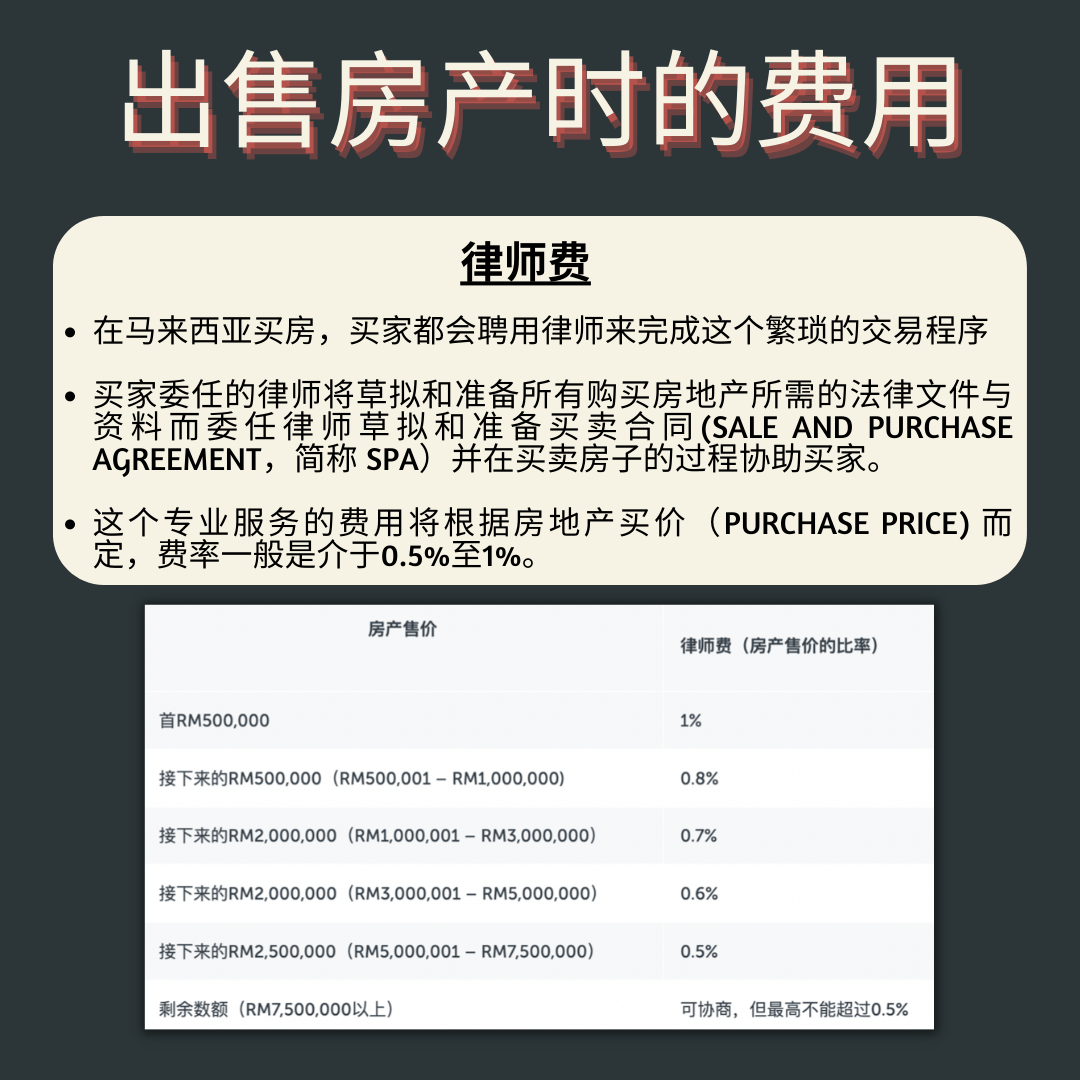 出售房产时的费用
律师费
• 在马来西亚买房，买家都会聘用律师来完成这个繁琐的交易程序
• 买家委任的律师将草拟和准备所有购买房地产所需的法律文件与
资料而委任律师草拟和准备买卖合同(SALE AND PURCHASE
AGREEMENT，简称 SPA）并在买卖房子的过程协助买家。
• 这个专业服务的费用将根据房地产买价（PURCHASE PRICE) 而
定，费率一般是介于0.5%至1%。
房产售价
律师费（房产售价的比率）
首RM500,000 1%
接下来的RM500,000（RM500,001 – RM1,000,000) 0.8%
接下来的RM2,000,000（RM1,000,001 – RM3,000,000） 0.7%
接下来的RM2,000,000（RM3,000,001 – RM5,000,000） 0.6%
接下来的RM2,500,000（RM5,000,001 – RM7,500,000） 0.5%
剩余数额（RM7,500,000以上） 可协商，但最高不能超过0.5%